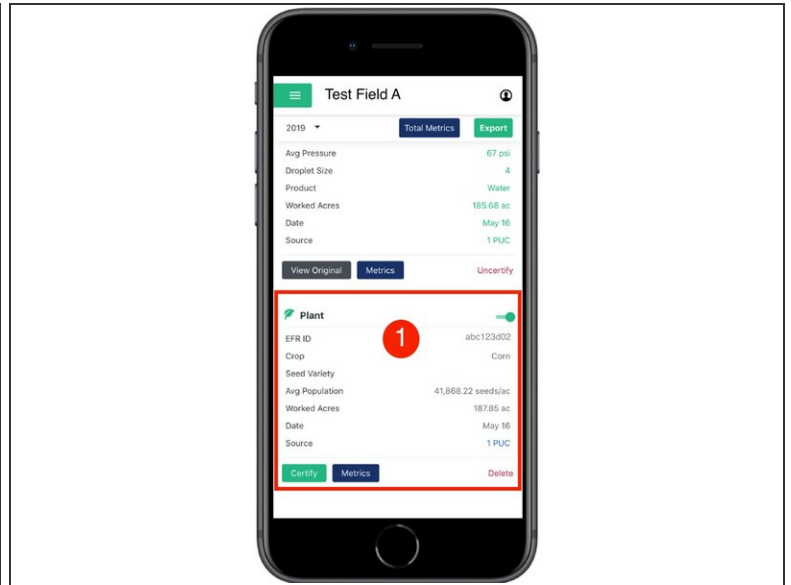 Test Field A
2019 Total Metrics Export
Avg Pressure 67 psi
Droplet Size 4
Product Water
Worked Acres 185.68 ac
Date May 16
Source 1 PUC
View Original Metrics Uncertify
Plant
1
EFR ID abc123d02
Crop Corn
Seed Variety
Avg Population 41,868.22 seeds/ac
Worked Acres 187.85 ac
Date May 16
Source 1 PUC
Certify Metrics Delete